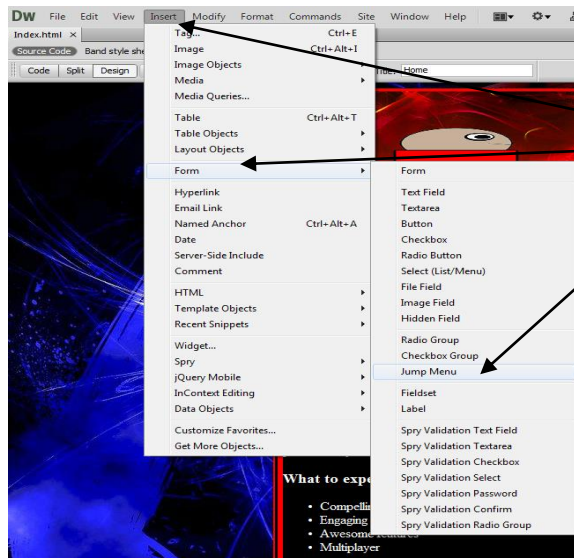 DW File Edit View Insert Modify Format Commands Site Window Help
Index.html ×
Source Code Band style she
Code Split Design Title: Home
Tag... Ctrl+E
Image Ctrl+Alt+I
Image Objects
Media
Media Queries...
Table Ctrl+Alt+T
Table Objects
Layout Objects
Form
Hyperlink
Email Link
Named Anchor Ctrl+Alt+A
Date
Server-Side Include
Comment
HTML
Template Objects
Recent Snippets
Widget...
Spry
jQuery Mobile
InContext Editing
Data Objects
Customize Favorites...
Get More Objects...
Form
Text Field
Textarea
Button
Checkbox
Radio Button
Select (List/Menu)
File Field
Image Field
Hidden Field
Radio Group
Checkbox Group
Jump Menu
Fieldset
Label
Spry Validation Text Field
Spry Validation Textarea
Spry Validation Checkbox
Spry Validation Select
Spry Validation Password
Spry Validation Confirm
Spry Validation Radio Group
What to expe
• Compellin
• Engaging
• Awesome features
• Multiplayer